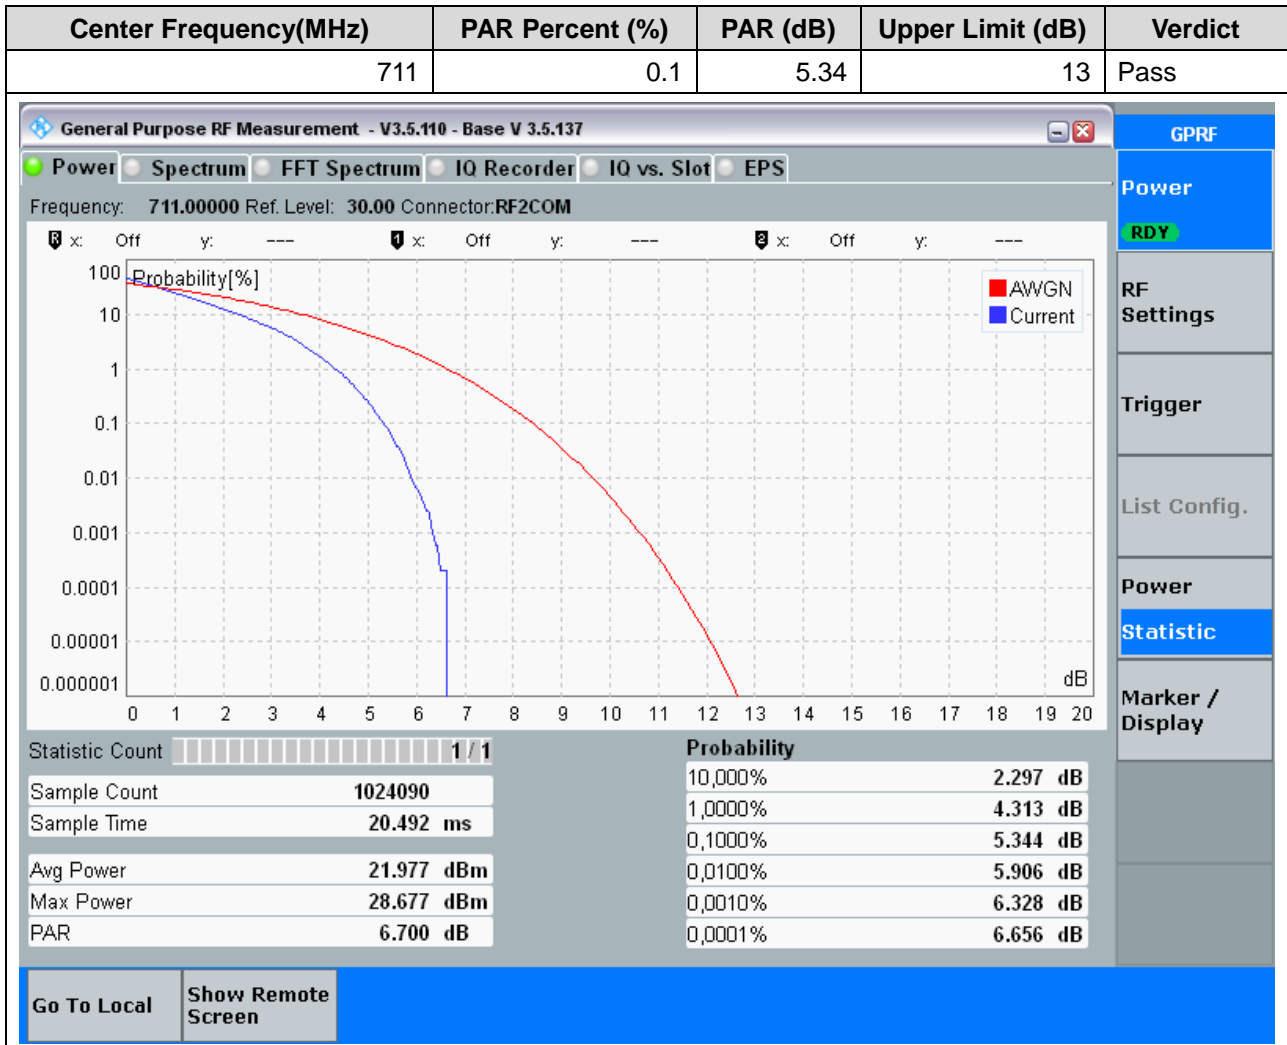 Center Frequency(MHz) PAR Percent (%) PAR (dB) Upper Limit (dB) Verdict
711 0.1 5.34 13 Pass
General Purpose RF Measurement - V3.5.110 - Base V 3.5.137
GPRF
Power Spectrum FFT Spectrum IQ Recorder IQ vs. Slot EPS
Power
RDY
Frequency: 711.00000 Ref. Level: 30.00 Connector:RF2COM
R x: Off y: --- 1 x: Off y: --- 2 x: Off y: ---
Probability[%]
AWGN
Current
100
10
1
0.1
0.01
0.001
0.0001
0.00001
0.000001
dB
0 1 2 3 4 5 6 7 8 9 10 11 12 13 14 15 16 17 18 19 20
RF
Settings
Trigger
List Config.
Power
Statistic
Marker /
Display
Statistic Count 1 / 1
Sample Count 1024090
Sample Time 20.492 ms
Avg Power 21.977 dBm
Max Power 28.677 dBm
PAR 6.700 dB
Probability
10,000% 2.297 dB
1,0000% 4.313 dB
0,1000% 5.344 dB
0,0100% 5.906 dB
0,0010% 6.328 dB
0,0001% 6.656 dB
Go To Local
Show Remote
Screen